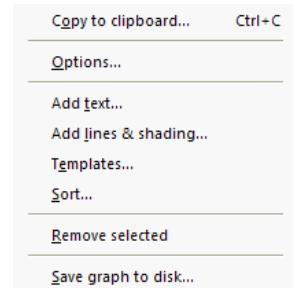 Copy to clipboard... Ctrl+C
Options...
Add text...
Add lines & shading...
Templates...
Sort...
Remove selected
Save graph to disk...